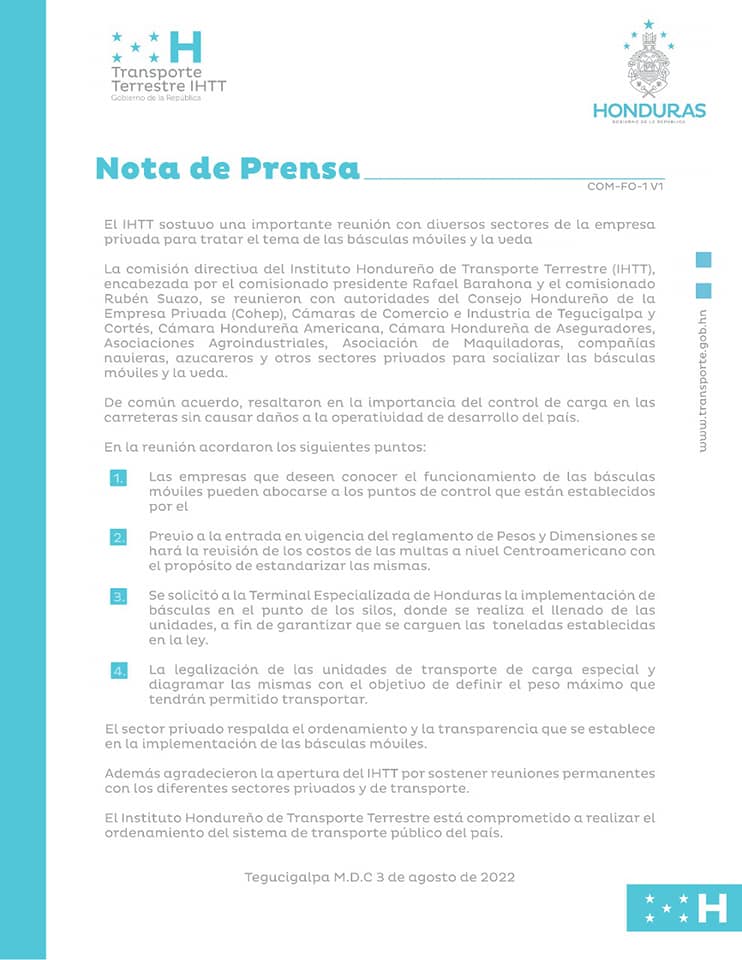 H
Transporte
Terrestre IHTT
Gobierno de la República
HONDURAS
GOBIERNO DE LA REPÚBLICA
Nota de Prensa
COM-FO-1 V1
El IHTT sostuvo una importante reunión con diversos sectores de la empresa
privada para tratar el tema de las básculas móviles y la veda
La comisión directiva del Instituto Hondureño de Transporte Terrestre (IHTT),
encabezada por el comisionado presidente Rafael Barahona y el comisionado
Rubén Suazo, se reunieron con autoridades del Consejo Hondureño de la
Empresa Privada (Cohep), Cámaras de Comercio e Industria de Tegucigalpa y
Cortés, Cámara Hondureña Americana, Cámara Hondureña de Aseguradores,
Asociaciones Agroindustriales, Asociación de Maquiladoras, compañías
navieras, azucareros y otros sectores privados para socializar las básculas
móviles y la veda.
De común acuerdo, resaltaron en la importancia del control de carga en las
carreteras sin causar daños a la operatividad de desarrollo del país.
En la reunión acordaron los siguientes puntos:
1. Las empresas que deseen conocer el funcionamiento de las básculas
móviles pueden abocarse a los puntos de control que están establecidos
por el
2. Previo a la entrada en vigencia del reglamento de Pesos y Dimensiones se
hará la revisión de los costos de las multas a nivel Centroamericano con
el propósito de estandarizar las mismas.
3. Se solicitó a la Terminal Especializada de Honduras la implementación de
básculas en el punto de los silos, donde se realiza el llenado de las
unidades, a fin de garantizar que se carguen las toneladas establecidas
en la ley.
4. La legalización de las unidades de transporte de carga especial y
diagramar las mismas con el objetivo de definir el peso máximo que
tendrán permitido transportar.
El sector privado respalda el ordenamiento y la transparencia que se establece
en la implementación de las básculas móviles.
Además agradecieron la apertura del IHTT por sostener reuniones permanentes
con los diferentes sectores privados y de transporte.
El Instituto Hondureño de Transporte Terrestre está comprometido a realizar el
ordenamiento del sistema de transporte público del país.
Tegucigalpa M.D.C 3 de agosto de 2022
www.transporte.gob.hn
H